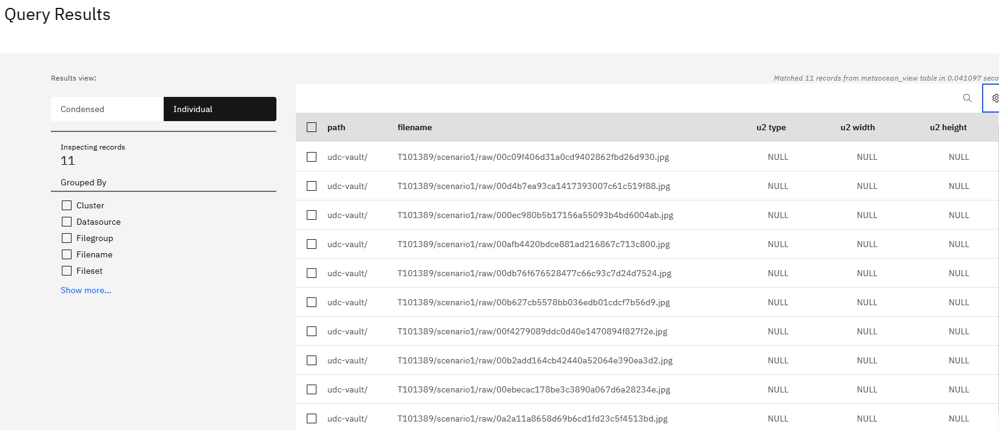 Query Results
Results view:
Matched 11 records from metaocean_view table in 0.041097 seco
Condensed
Individual
Inspecting records
11
Grouped By
Cluster
Datasource
Filegroup
Filename
Fileset
Show more...
path filename u2 type u2 width u2 height
udc-vault/ T101389/scenario1/raw/00c09f406d31a0cd9402862fbd26d930.jpg NULL NULL NULL
udc-vault/ T101389/scenario1/raw/00d4b7ea93ca1417393007c61c519f88.jpg NULL NULL NULL
udc-vault/ T101389/scenario1/raw/000ec980b5b17156a55093b4bd6004ab.jpg NULL NULL NULL
udc-vault/ T101389/scenario1/raw/00afb4420bdce881ad216867c713c800.jpg NULL NULL NULL
udc-vault/ T101389/scenario1/raw/00db76f676528477c66c93c7d24d7524.jpg NULL NULL NULL
udc-vault/ T101389/scenario1/raw/00b627cb5578bb036edb01cdcf7b56d9.jpg NULL NULL NULL
udc-vault/ T101389/scenario1/raw/00f4279089ddc0d40e1470894f827f2e.jpg NULL NULL NULL
udc-vault/ T101389/scenario1/raw/00b2add164cb42440a52064e390ea3d2.jpg NULL NULL NULL
udc-vault/ T101389/scenario1/raw/00ebecac178be3c3890a067d6a28234e.jpg NULL NULL NULL
udc-vault/ T101389/scenario1/raw/0a2a11a8658d69b6cd1fd23c5f4513bd.jpg NULL NULL NULL